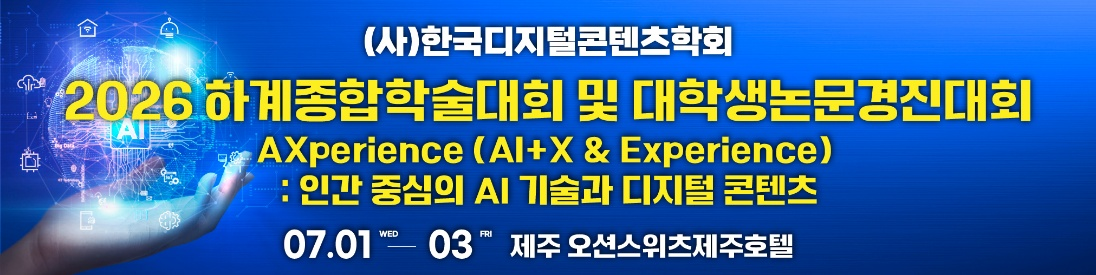 (사)한국디지털콘텐츠학회
2026 하계종합학술대회 및 대학생논문경진대회
AI
Big Data
AXperience (AI+X & Experience)
: 인간 중심의 AI 기술과 디지털 콘텐츠
07.01 WED — 03 FRI 제주 오션스위츠제주호텔